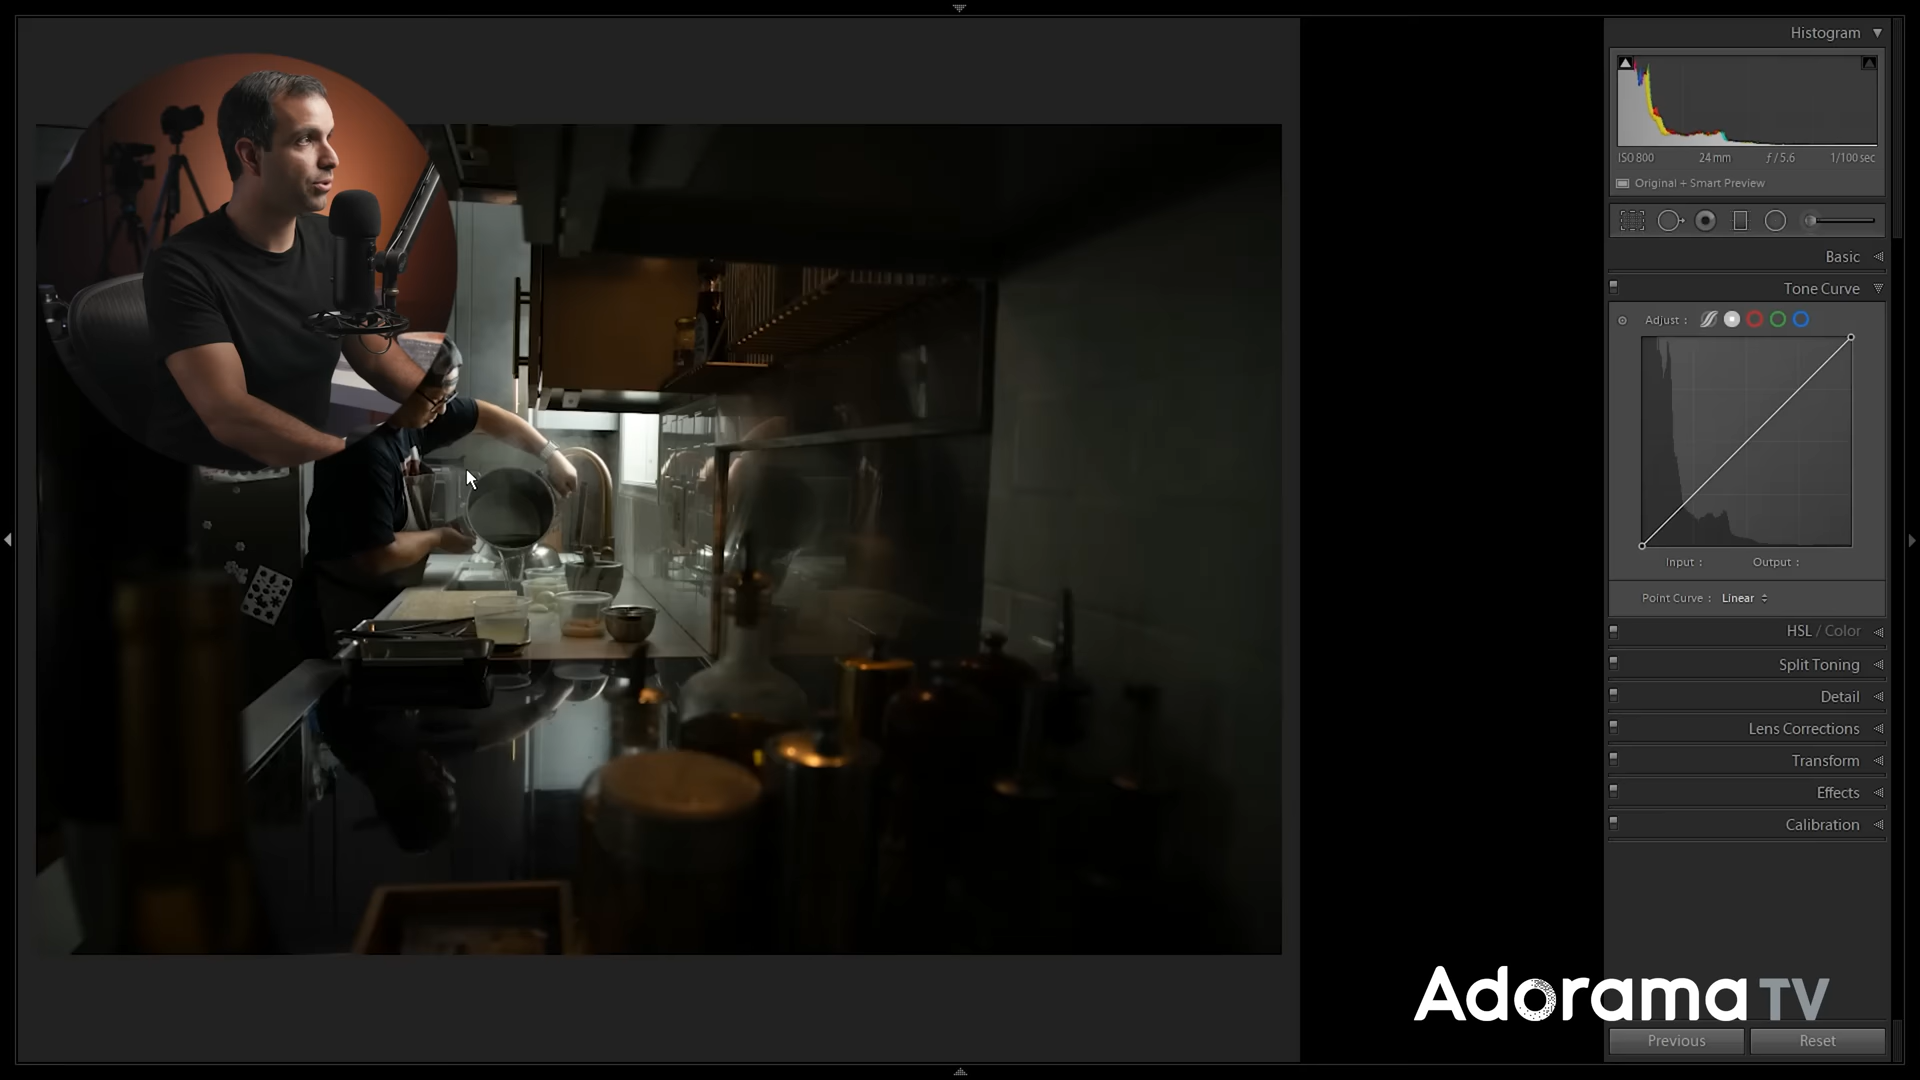 Histogram
ISO 800 24 mm ƒ / 5.6 1/100 sec
Original + Smart Preview
Basic
Tone Curve
Adjust :
Input : Output :
Point Curve : Linear
HSL / Color
Split Toning
Detail
Lens Corrections
Transform
Effects
Calibration
Adorama TV
Previous Reset